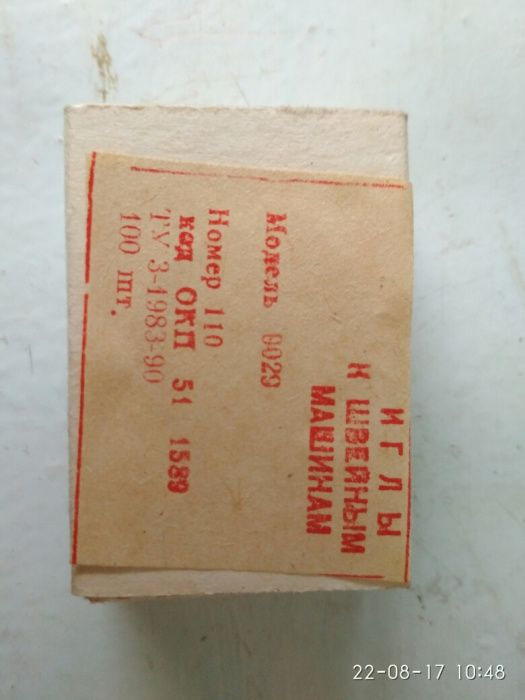 ИГЛЫ
К ШВЕЙНЫМ
МАШИНАМ
Модель 0029
Номер 110
код ОКП 51 1589
ТУ 3-4983-90
100 шт.
22-08-17 10:48